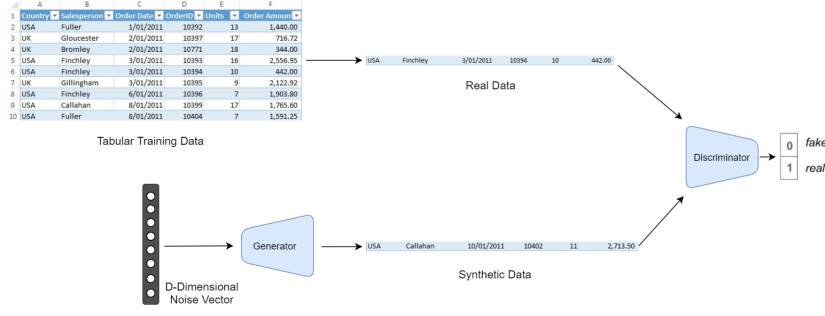 A B C D E F
1 Country Salesperson Order Date OrderID Units Order Amount
2 USA Fuller 1/01/2011 10392 13 1,440.00
3 UK Gloucester 2/01/2011 10397 17 716.72
4 UK Bromley 2/01/2011 10771 18 344.00
5 USA Finchley 3/01/2011 10393 16 2,556.95
6 USA Finchley 3/01/2011 10394 10 442.00
7 UK Gillingham 3/01/2011 10395 9 2,122.92
8 USA Finchley 6/01/2011 10396 7 1,903.80
9 USA Callahan 8/01/2011 10399 17 1,765.60
10 USA Fuller 8/01/2011 10404 7 1,591.25
Tabular Training Data
USA Finchley 3/01/2011 10394 10 442.00
Real Data
Discriminator
0 fake
1 real
Generator
D-Dimensional
Noise Vector
USA Callahan 10/01/2011 10402 11 2,713.50
Synthetic Data